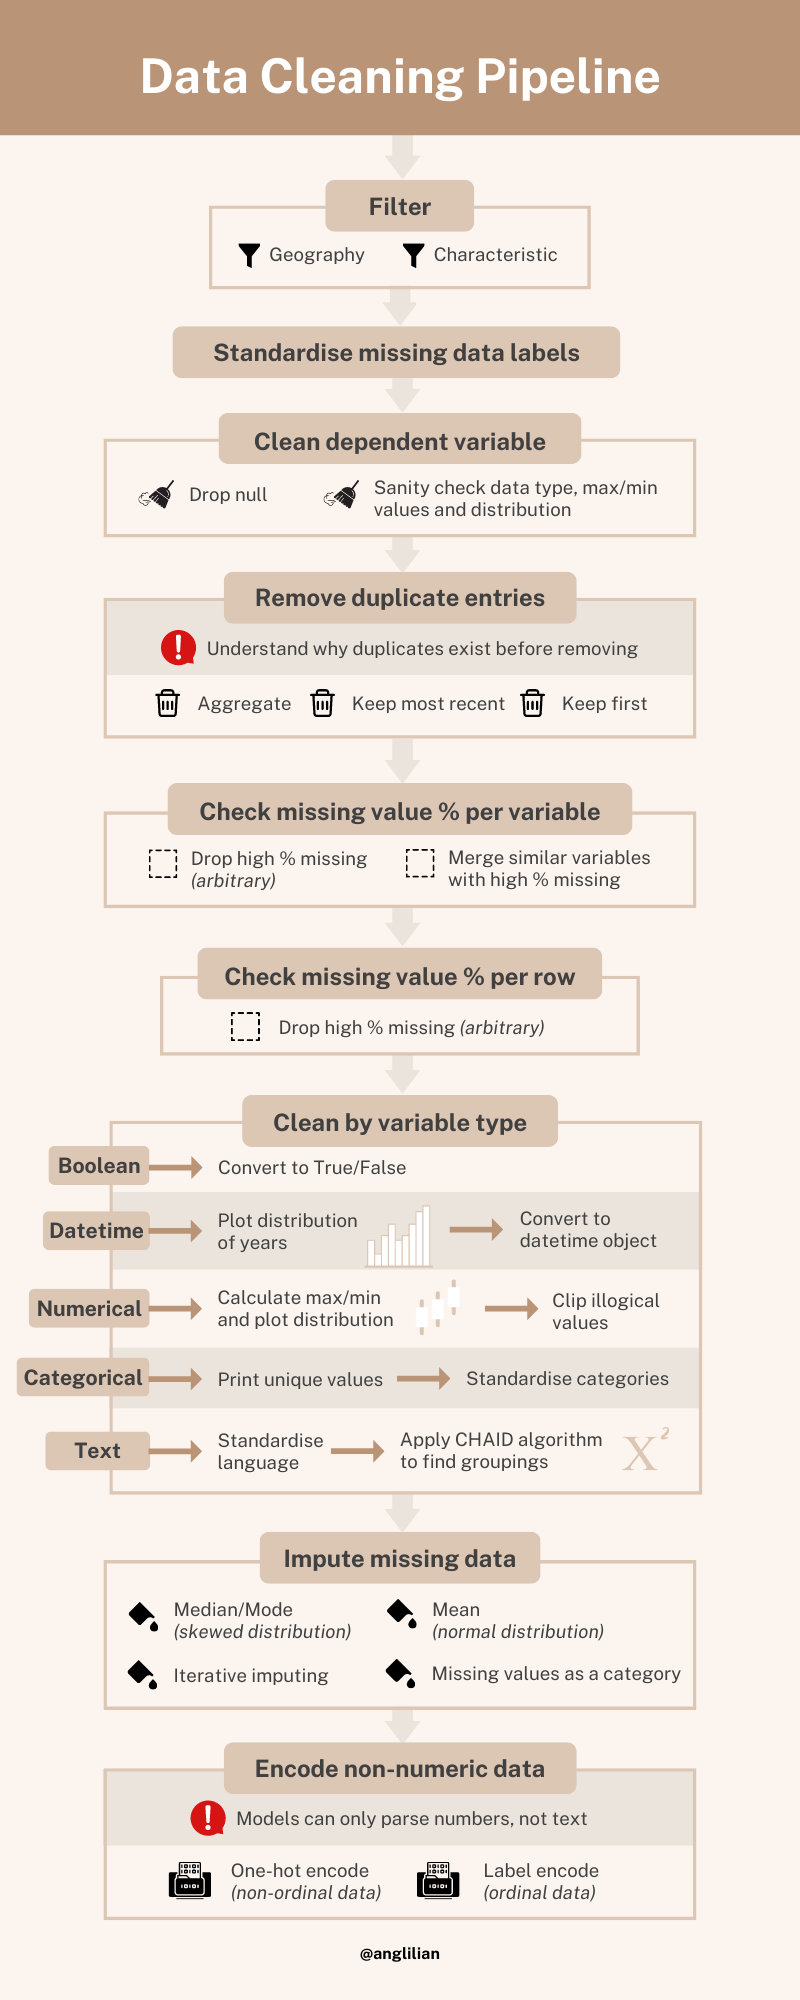 Data Cleaning Pipeline
Filter
Geography
Characteristic
Standardise missing data labels
Clean dependent variable
Drop null
Sanity check data type, max/min
values and distribution
Remove duplicate entries
Understand why duplicates exist before removing
Aggregate
Keep most recent
Keep first
Check missing value % per variable
Drop high % missing
(arbitrary)
Merge similar variables
with high % missing
Check missing value % per row
Drop high % missing (arbitrary)
Clean by variable type
Boolean
Convert to True/False
Datetime
Plot distribution
of years
Convert to
datetime object
Numerical
Calculate max/min
and plot distribution
Clip illogical
values
Categorical
Print unique values
Standardise categories
Text
Standardise
language
Apply CHAID algorithm
to find groupings
X²
Impute missing data
Median/Mode
(skewed distribution)
Mean
(normal distribution)
Iterative imputing
Missing values as a category
Encode non-numeric data
Models can only parse numbers, not text
One-hot encode
(non-ordinal data)
Label encode
(ordinal data)
@anglilian